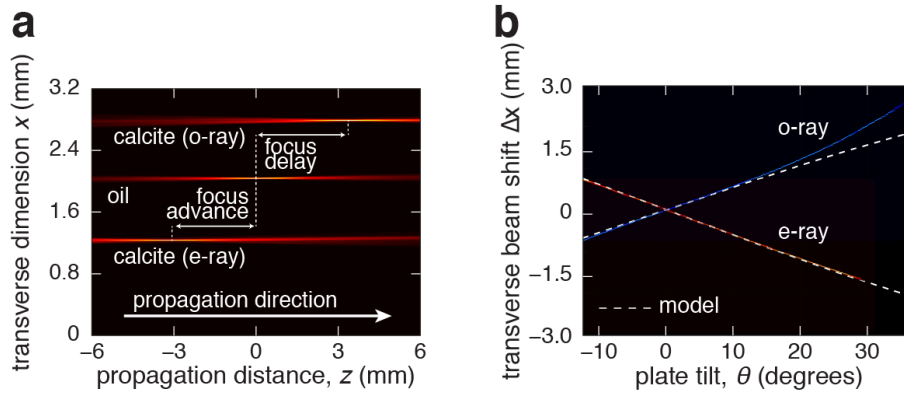 a
transverse dimension x (mm)
3.2
2.4
1.6
0.8
0
calcite (o-ray)
focus
delay
oil
focus
advance
calcite (e-ray)
propagation direction
−6
−3
0
3
6
propagation distance, z (mm)
b
transverse beam shift Δx (mm)
3.0
1.5
0
−1.5
−3.0
o-ray
e-ray
model
−10
0
10
20
30
plate tilt, θ (degrees)